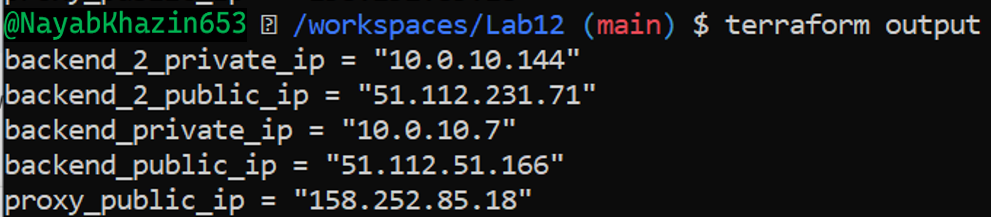 @NayabKhazin653 /workspaces/Lab12 (main) $ terraform output
backend_2_private_ip = "10.0.10.144"
backend_2_public_ip = "51.112.231.71"
backend_private_ip = "10.0.10.7"
backend_public_ip = "51.112.51.166"
proxy_public_ip = "158.252.85.18"